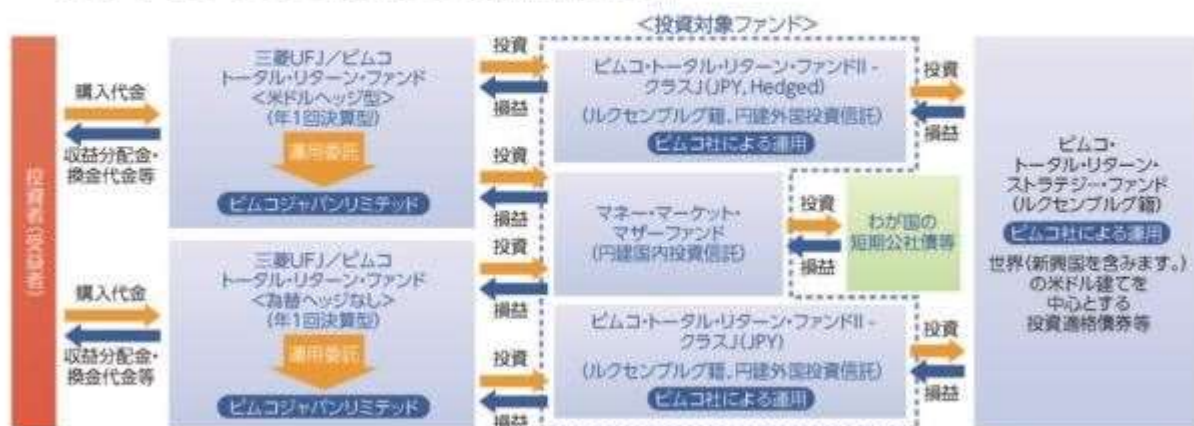 <投資対象ファンド>
投資者(受益者)
購入代金
収益分配金・
換金代金等
購入代金
収益分配金・
換金代金等
三菱UFJ/ピムコ
トータル・リターン・ファンド
<米ドルヘッジ型>
(年1回決算型)
運用委託
ピムコジャパンリミテッド
三菱UFJ/ピムコ
トータル・リターン・ファンド
<為替ヘッジなし>
(年1回決算型)
運用委託
ピムコジャパンリミテッド
投資
損益
投資
損益
投資
損益
投資
損益
ピムコ・トータル・リターン・ファンドII -
クラスJ(JPY, Hedged)
(ルクセンブルグ籍、円建外国投資信託)
ピムコ社による運用
マネー・マーケット・
マザーファンド
(円建国内投資信託)
投資
損益
わが国の
短期公社債等
ピムコ・トータル・リターン・ファンドII -
クラスJ(JPY)
(ルクセンブルグ籍、円建外国投資信託)
ピムコ社による運用
投資
損益
投資
損益
ピムコ・
トータル・リターン・
ストラテジー・ファンド
(ルクセンブルグ籍)
ピムコ社による運用
世界(新興国を含みます。)
の米ドル建てを
中心とする
投資適格債券等